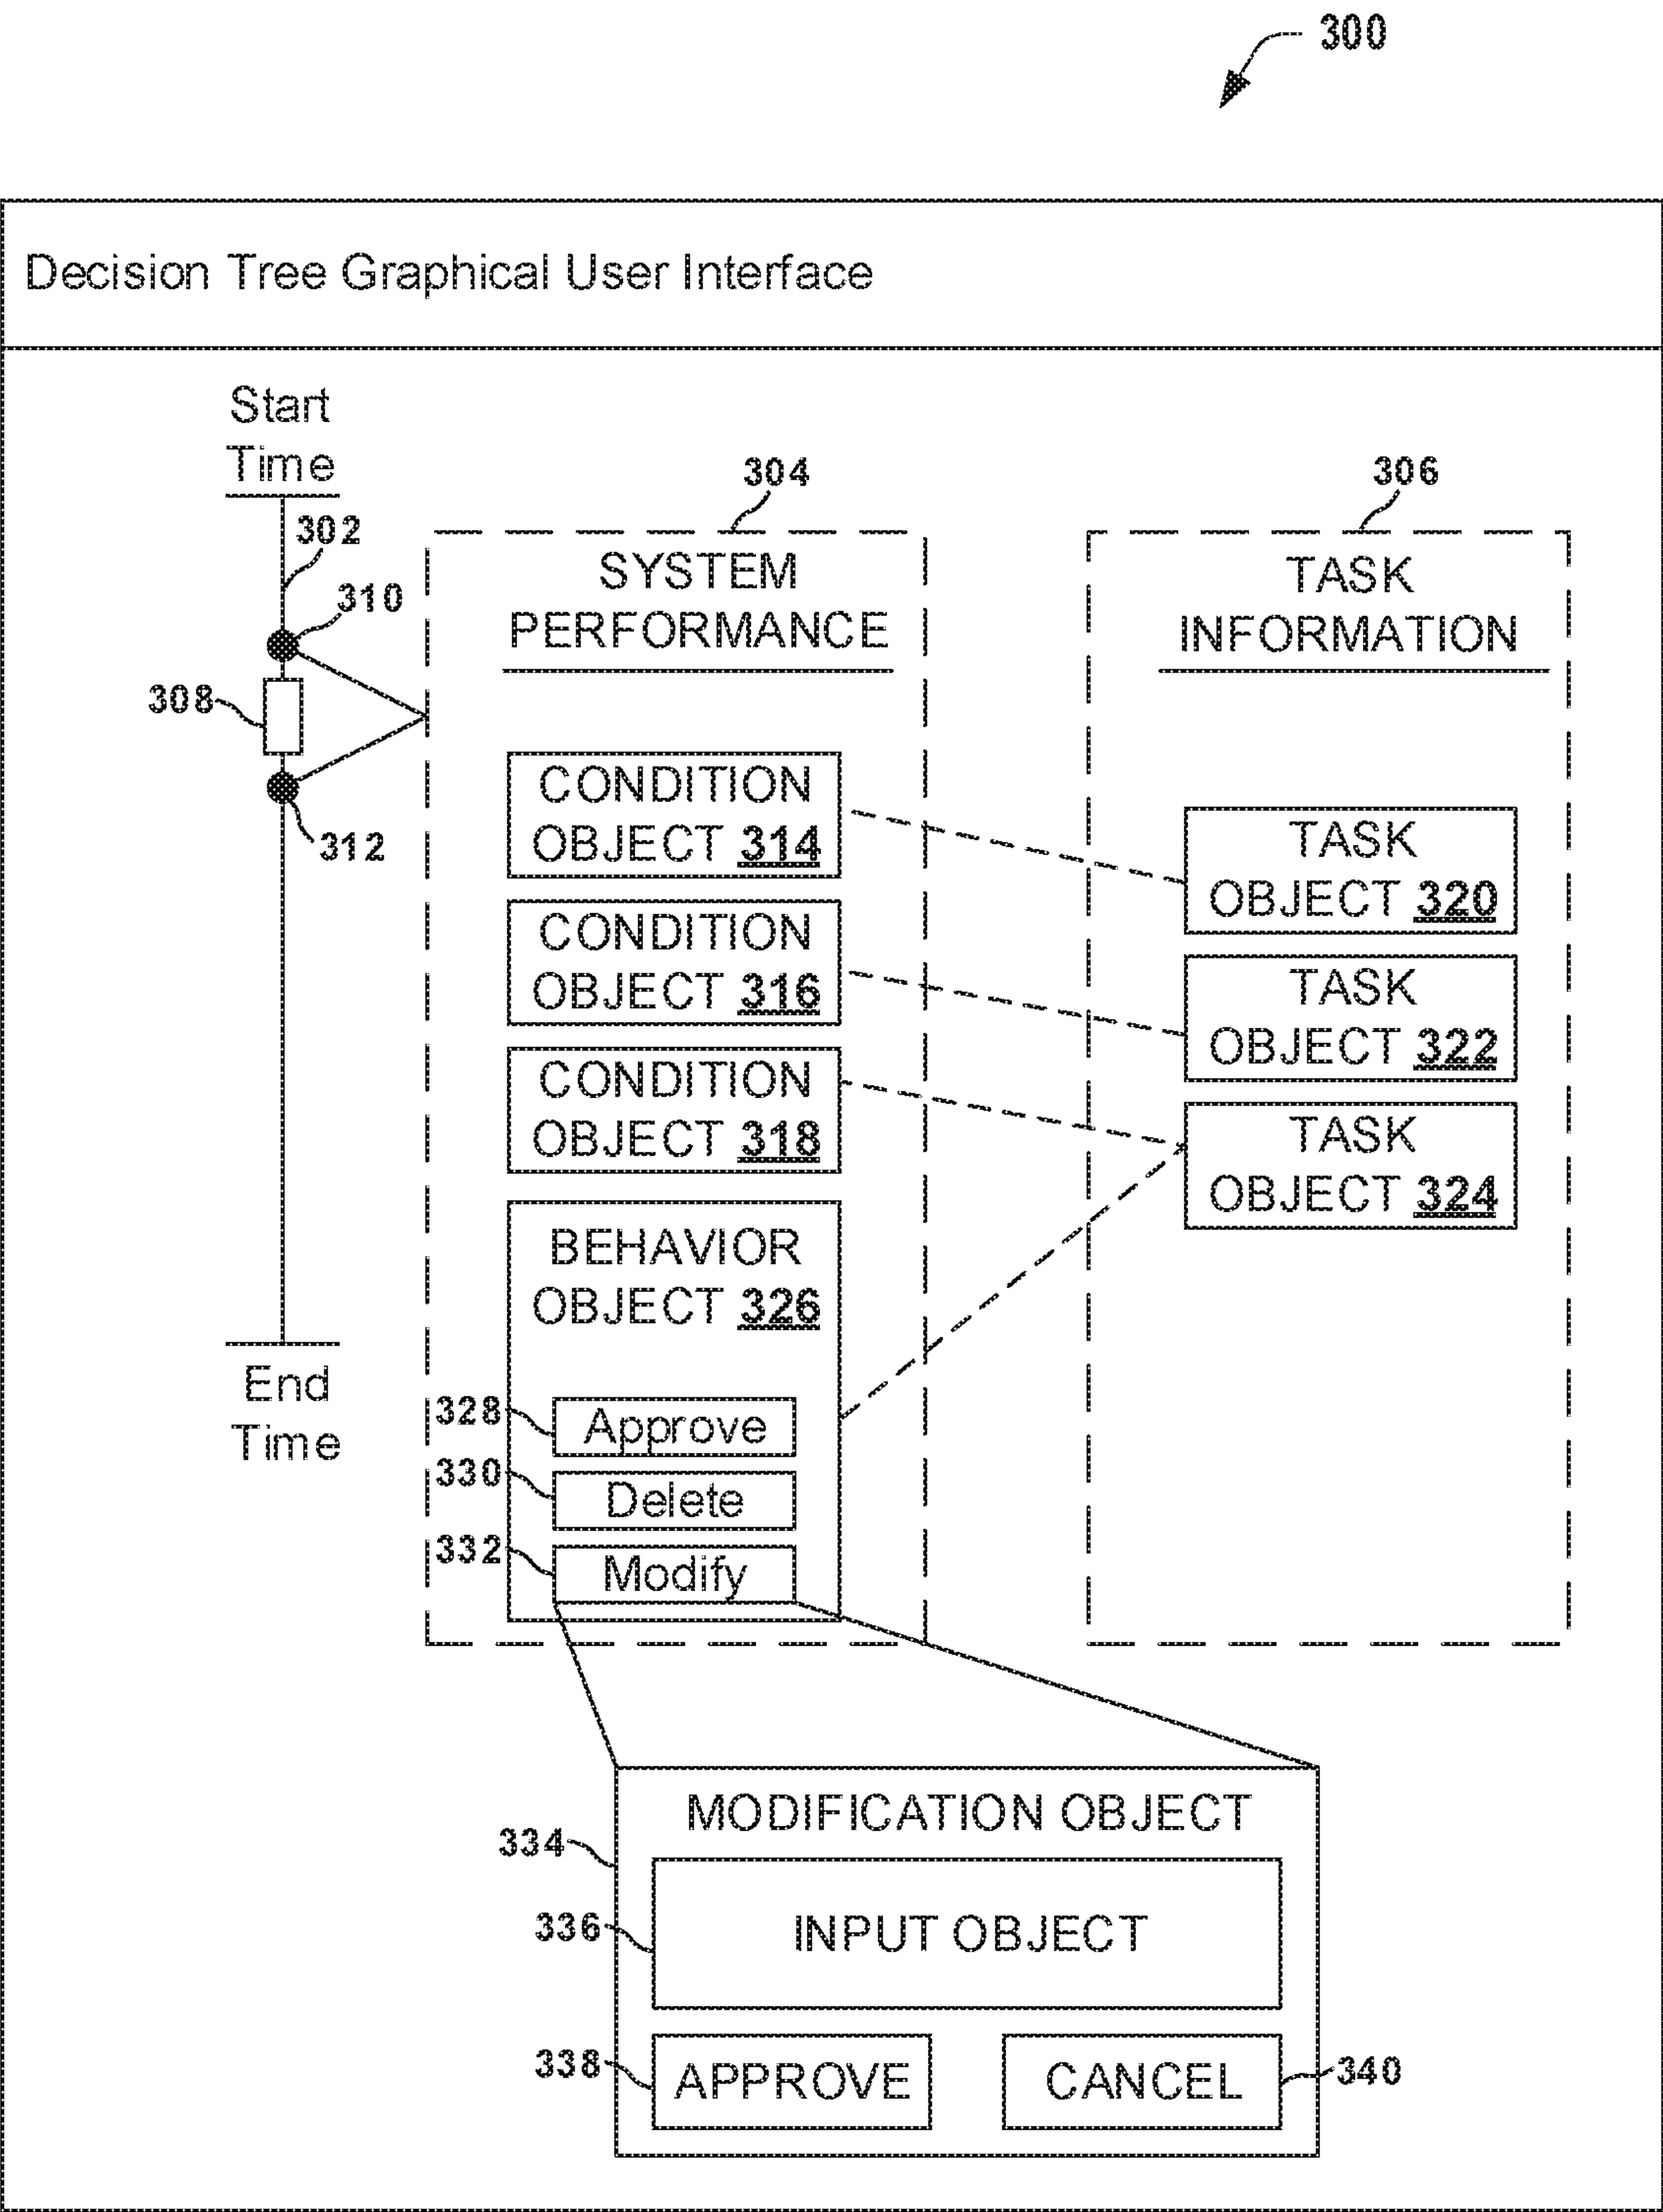 300
Decision Tree Graphical User Interface
Start
Time
302
310
308
312
End
Time
304
SYSTEM
PERFORMANCE
CONDITION
OBJECT 314
CONDITION
OBJECT 316
CONDITION
OBJECT 318
BEHAVIOR
OBJECT 326
328
Approve
330
Delete
332
Modify
306
TASK
INFORMATION
TASK
OBJECT 320
TASK
OBJECT 322
TASK
OBJECT 324
MODIFICATION OBJECT
334
336
INPUT OBJECT
338
APPROVE
CANCEL
340